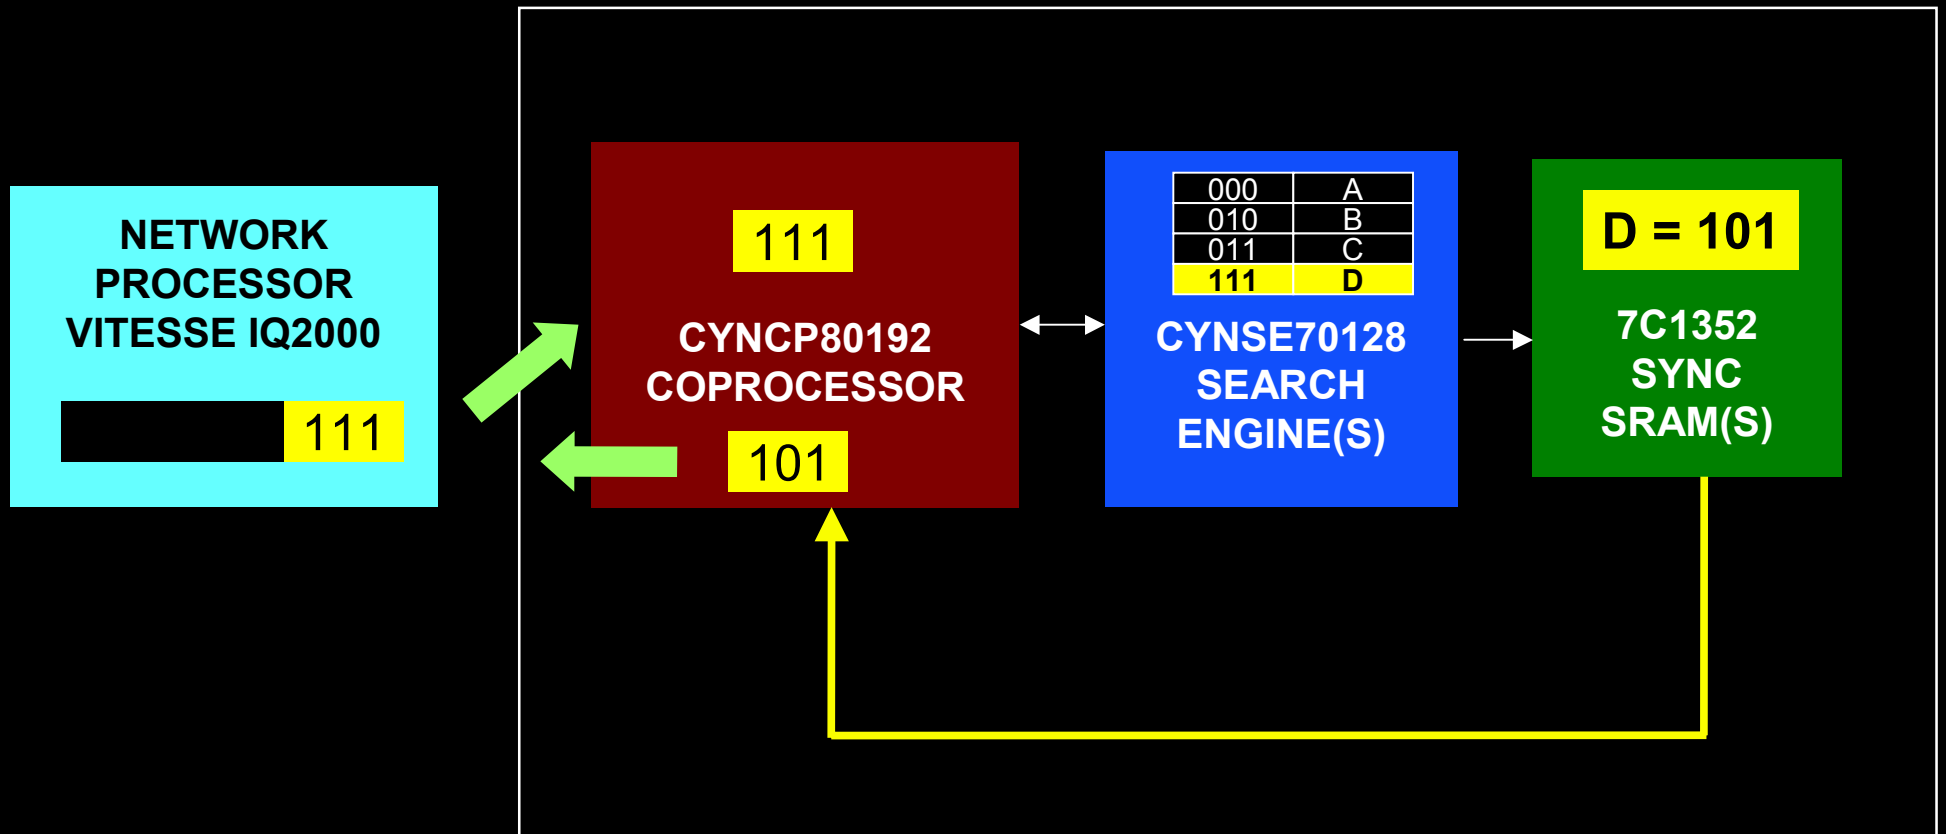 NETWORK
PROCESSOR
VITESSE IQ2000
111
111
CYNCP80192
COPROCESSOR
101
000 A
010 B
011 C
111 D
CYNSE70128
SEARCH
ENGINE(S)
D = 101
7C1352
SYNC
SRAM(S)